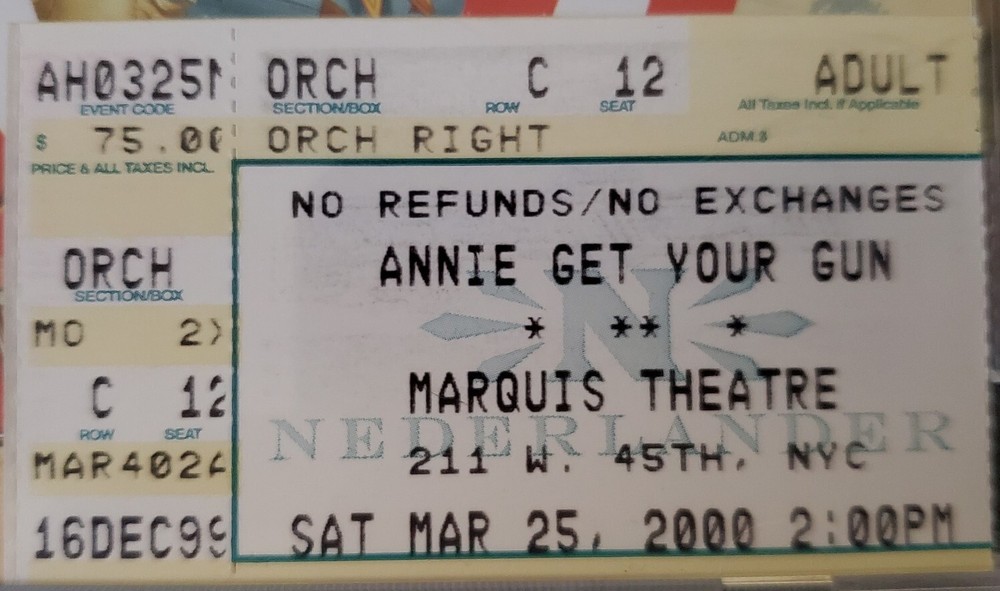 AH0325M
EVENT CODE
$ 75.00
PRICE & ALL TAXES INCL.
ORCH
SECTION/BOX
MO 2X
C 12
ROW SEAT
MAR402A
16DEC99
ORCH C 12 ADULT
SECTION/BOX ROW SEAT All Taxes Incl. If Applicable
ORCH RIGHT ADM.$
NO REFUNDS/NO EXCHANGES
ANNIE GET YOUR GUN
* ** *
N
MARQUIS THEATRE
NEDERLANDER
211 W. 45TH, NYC
SAT MAR 25, 2000 2:00PM